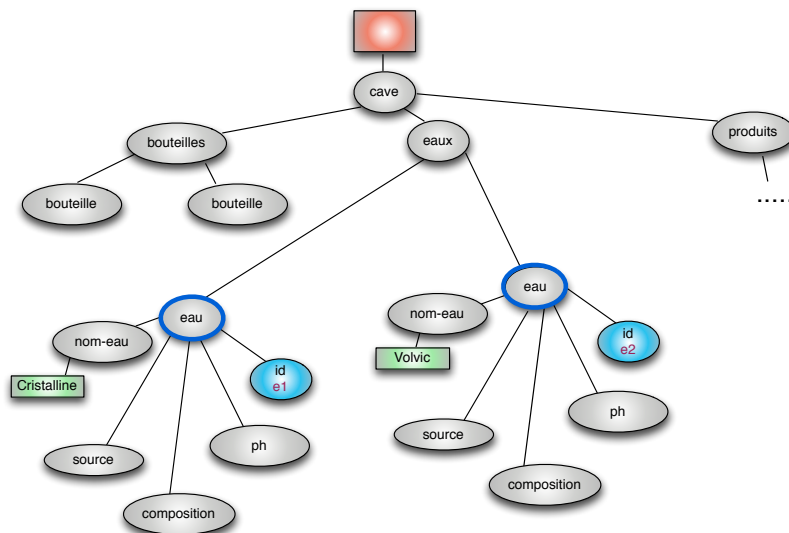 cave
bouteilles
eaux
produits
bouteille
bouteille
.....
eau
eau
nom-eau
nom-eau
id
e2
Volvic
id
e1
Cristalline
ph
source
ph
source
composition
composition